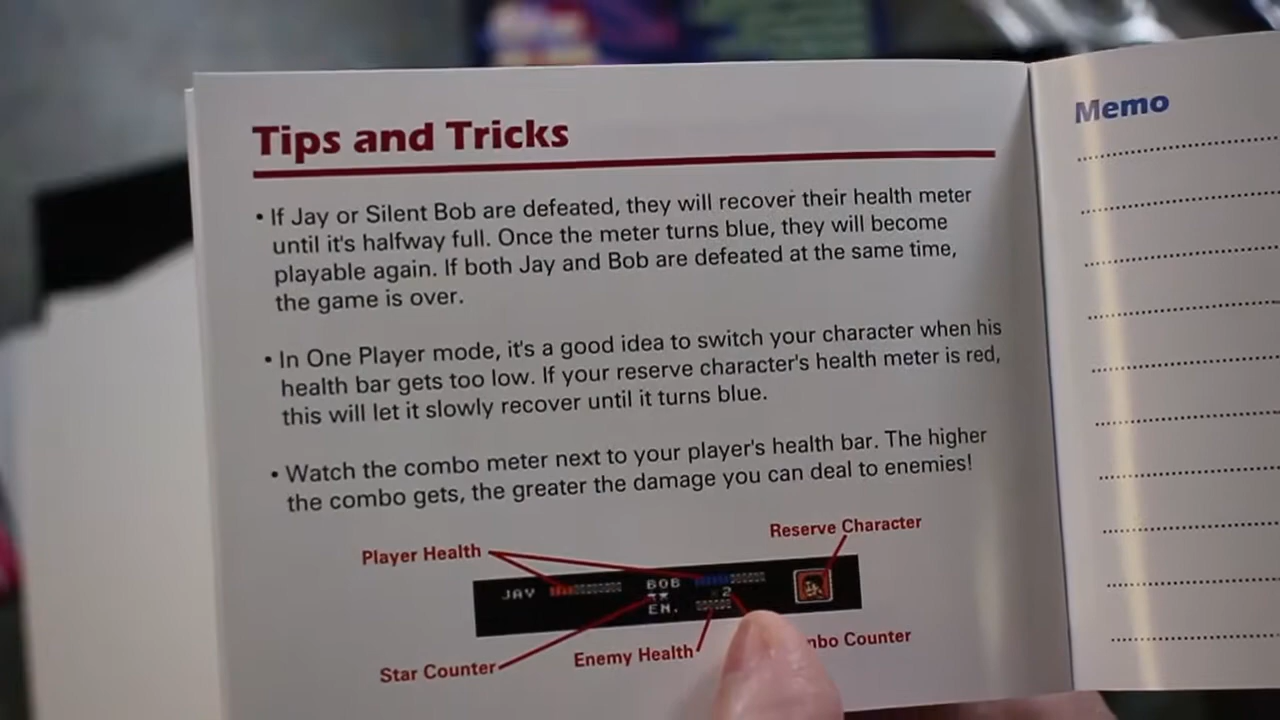 Tips and Tricks
• If Jay or Silent Bob are defeated, they will recover their health meter
until it's halfway full. Once the meter turns blue, they will become
playable again. If both Jay and Bob are defeated at the same time,
the game is over.
• In One Player mode, it's a good idea to switch your character when his
health bar gets too low. If your reserve character's health meter is red,
this will let it slowly recover until it turns blue.
• Watch the combo meter next to your player's health bar. The higher
the combo gets, the greater the damage you can deal to enemies!
Reserve Character
Player Health
JAY BOB
2
EN.
Enemy Health
Counter
Star Counter
Memo